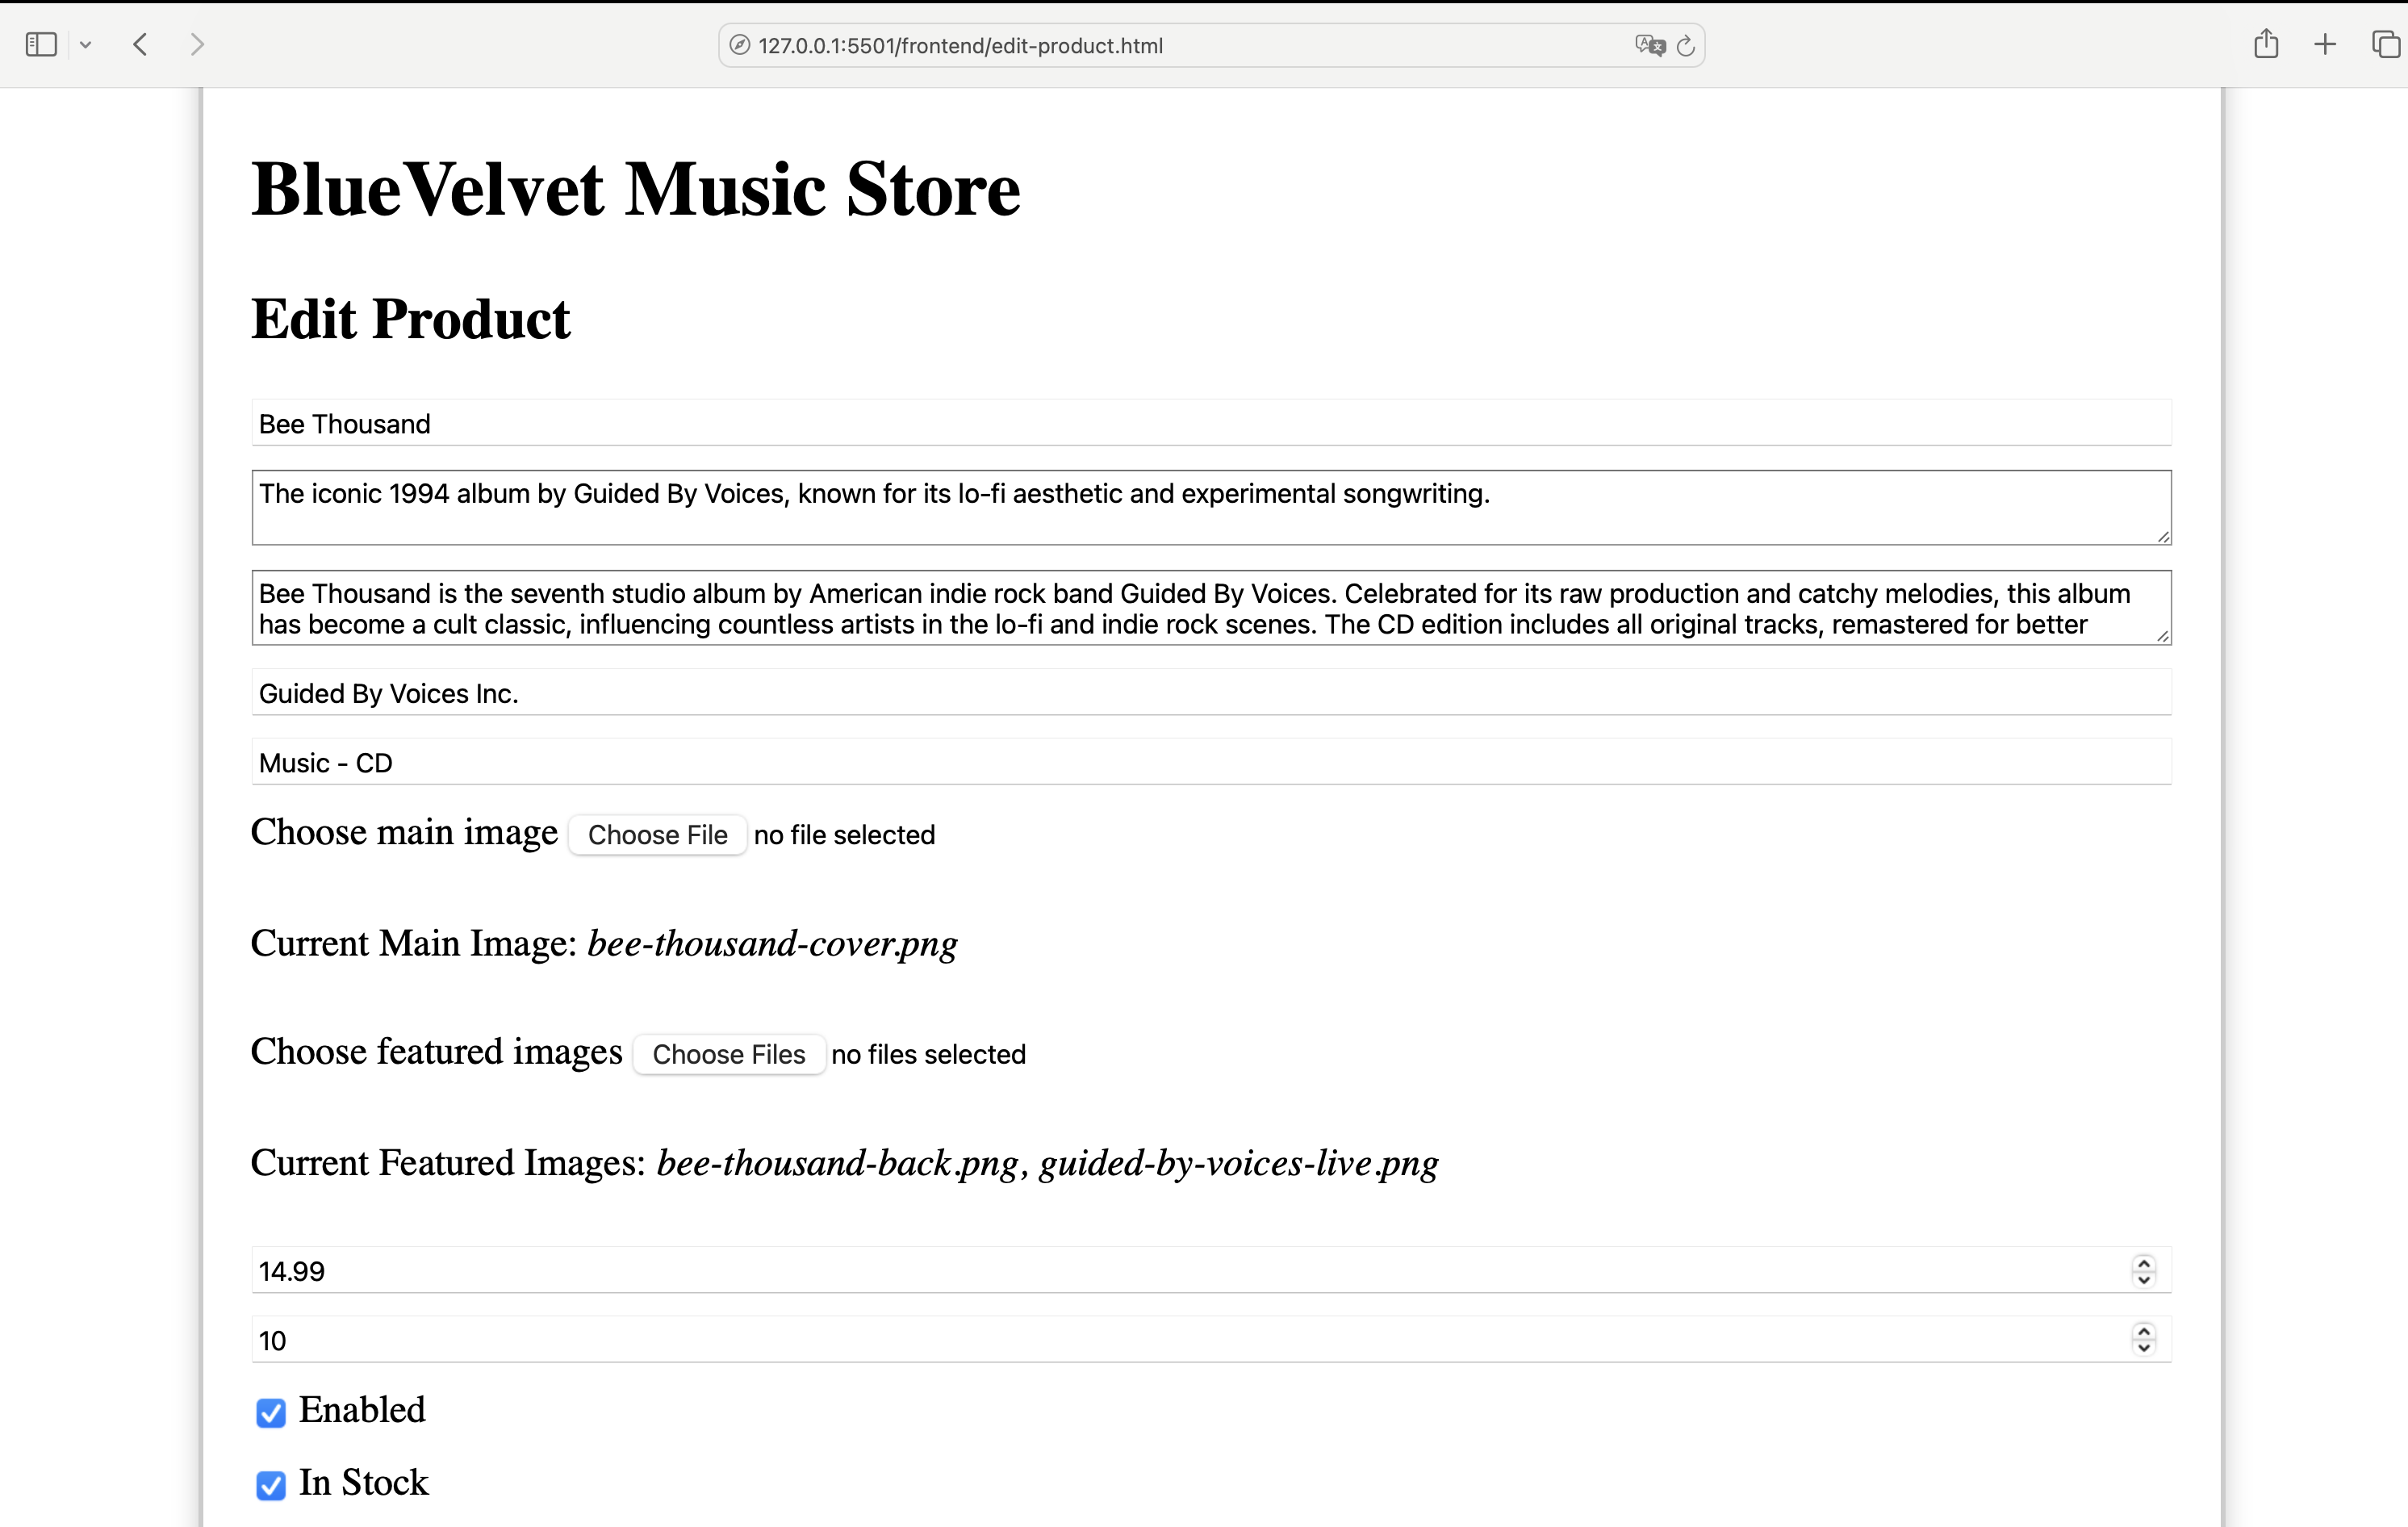 127.0.0.1:5501/frontend/edit-product.html
BlueVelvet Music Store
Edit Product
Bee Thousand
The iconic 1994 album by Guided By Voices, known for its lo-fi aesthetic and experimental songwriting.
Bee Thousand is the seventh studio album by American indie rock band Guided By Voices. Celebrated for its raw production and catchy melodies, this album
has become a cult classic, influencing countless artists in the lo-fi and indie rock scenes. The CD edition includes all original tracks, remastered for better
Guided By Voices Inc.
Music - CD
Choose main image Choose File no file selected
Current Main Image: bee-thousand-cover.png
Choose featured images Choose Files no files selected
Current Featured Images: bee-thousand-back.png, guided-by-voices-live.png
14.99
10
Enabled
In Stock